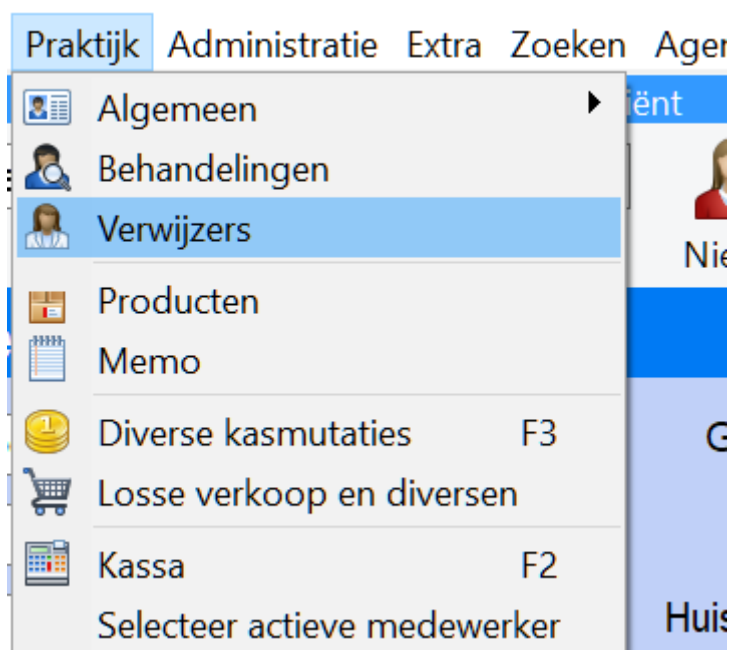 Praktijk Administratie Extra Zoeken
Algemeen
Behandelingen
Verwijzers
Producten
Memo
Diverse kasmutaties F3
Losse verkoop en diversen
Kassa F2
Selecteer actieve medewerker